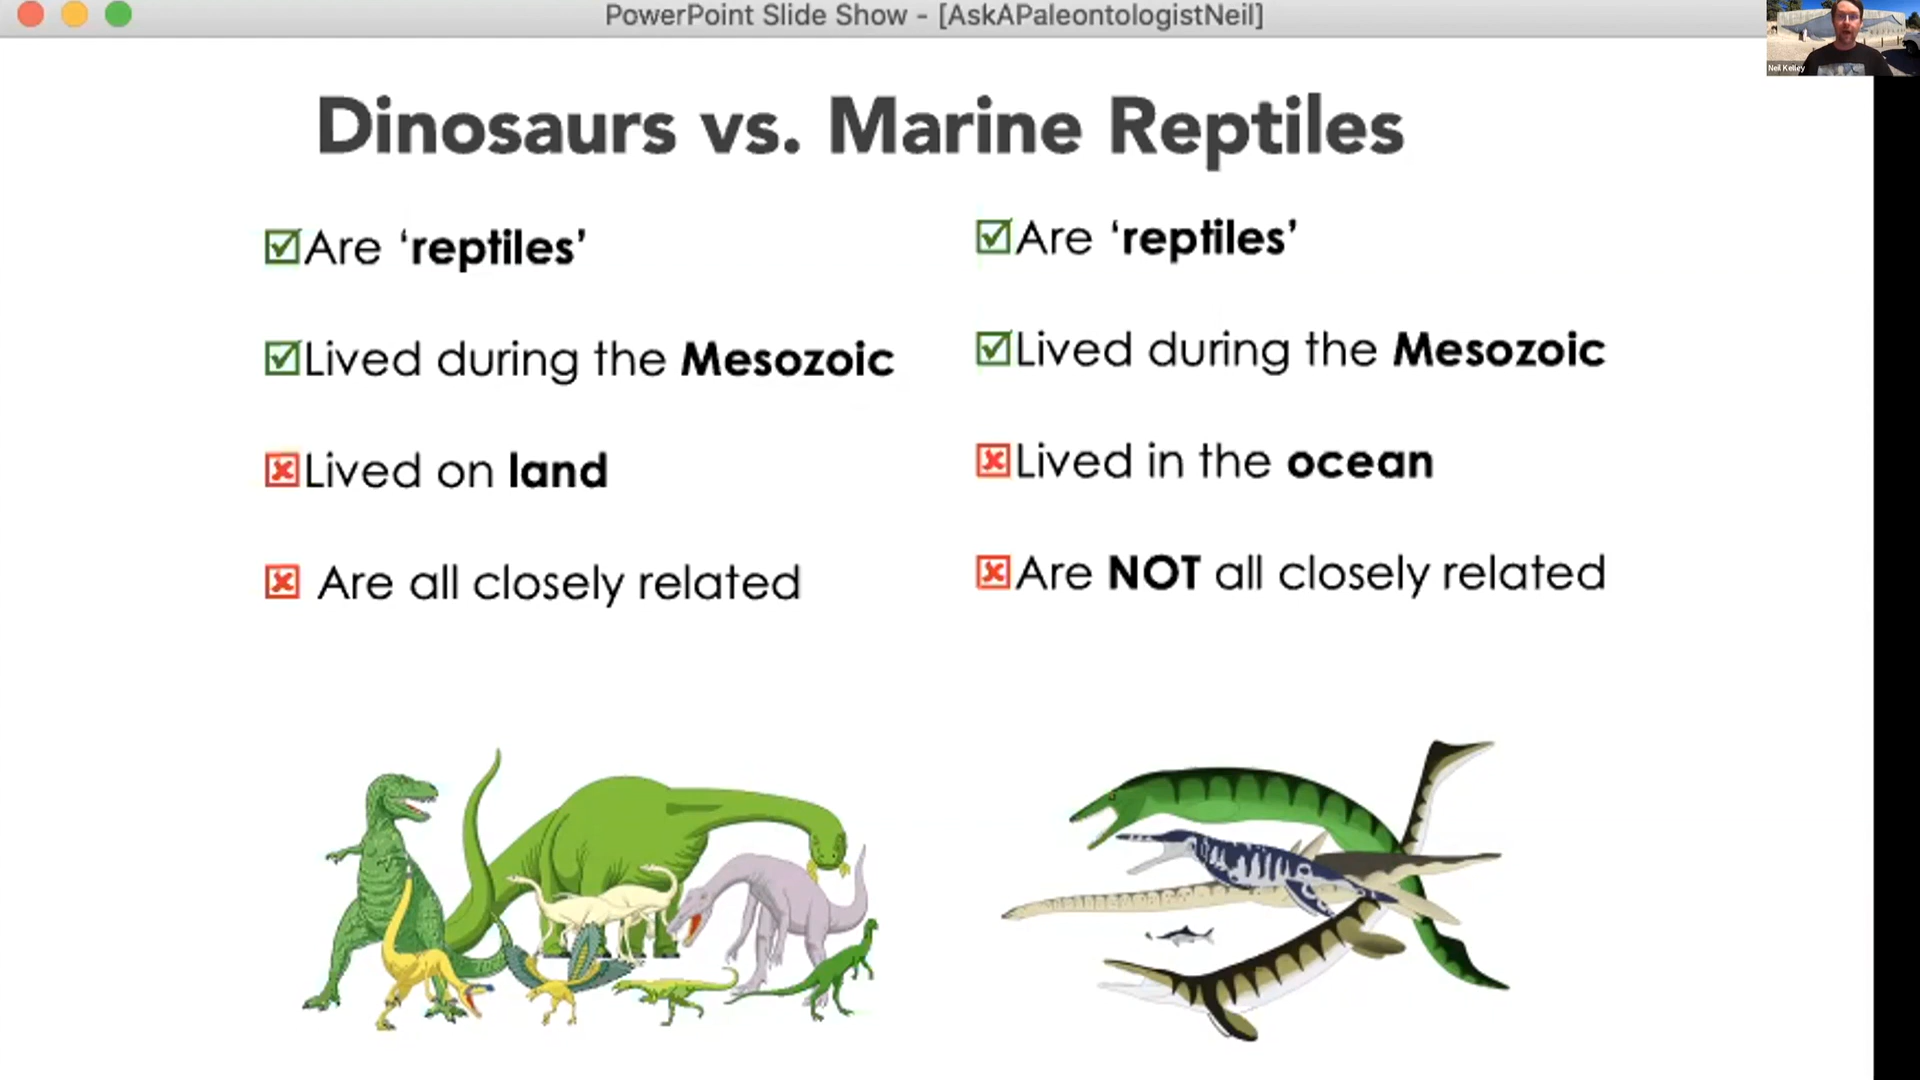 PowerPoint Slide Show - [AskAPaleontologistNeil]
Neil Kelley
Dinosaurs vs. Marine Reptiles
Are ‘reptiles’
Lived during the Mesozoic
Lived on land
Are all closely related
Are ‘reptiles’
Lived during the Mesozoic
Lived in the ocean
Are NOT all closely related